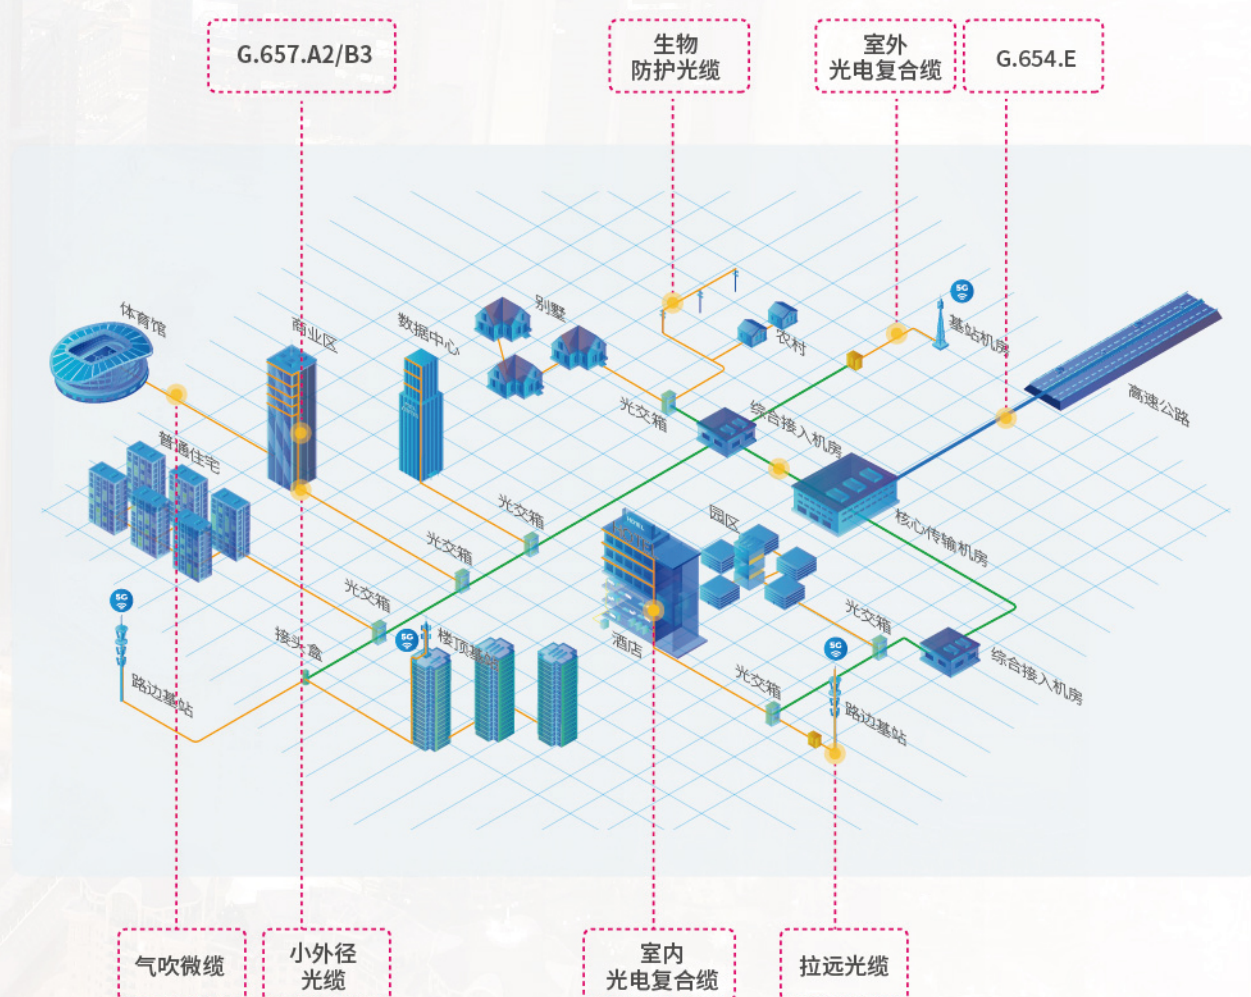 G.657.A2/B3
生物
防护光缆
室外
光电复合缆
G.654.E
5G
基站机房
体育馆
商业区
数据中心
别墅
农村
高速公路
光交箱
综合接入机房
普通住宅
光交箱
园区
核心传输机房
HOTEL
光交箱
5G
光交箱
光交箱
接头盒
5G
楼顶基站
酒店
5G
综合接入机房
路边基站
光交箱
路边基站
气吹微缆
小外径
光缆
室内
光电复合缆
拉远光缆